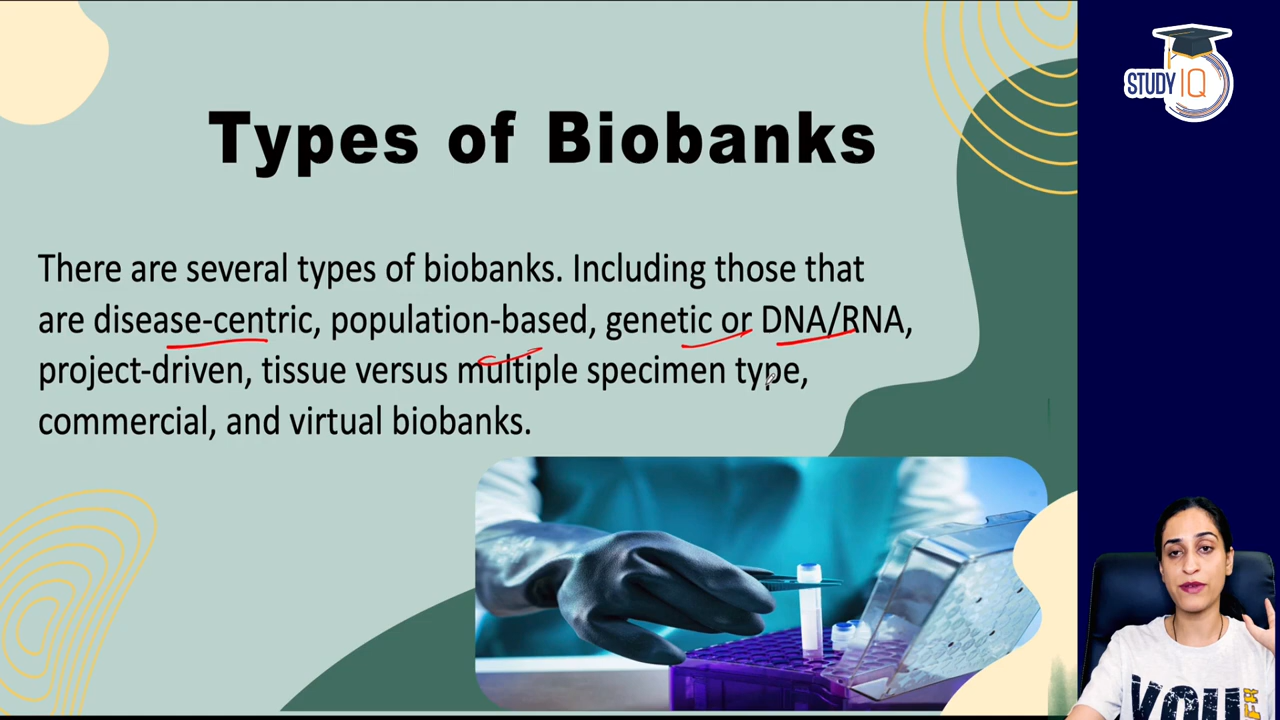 Types of Biobanks
There are several types of biobanks. Including those that
are disease-centric, population-based, genetic or DNA/RNA,
project-driven, tissue versus multiple specimen type,
commercial, and virtual biobanks.
STUDY IQ
YOU